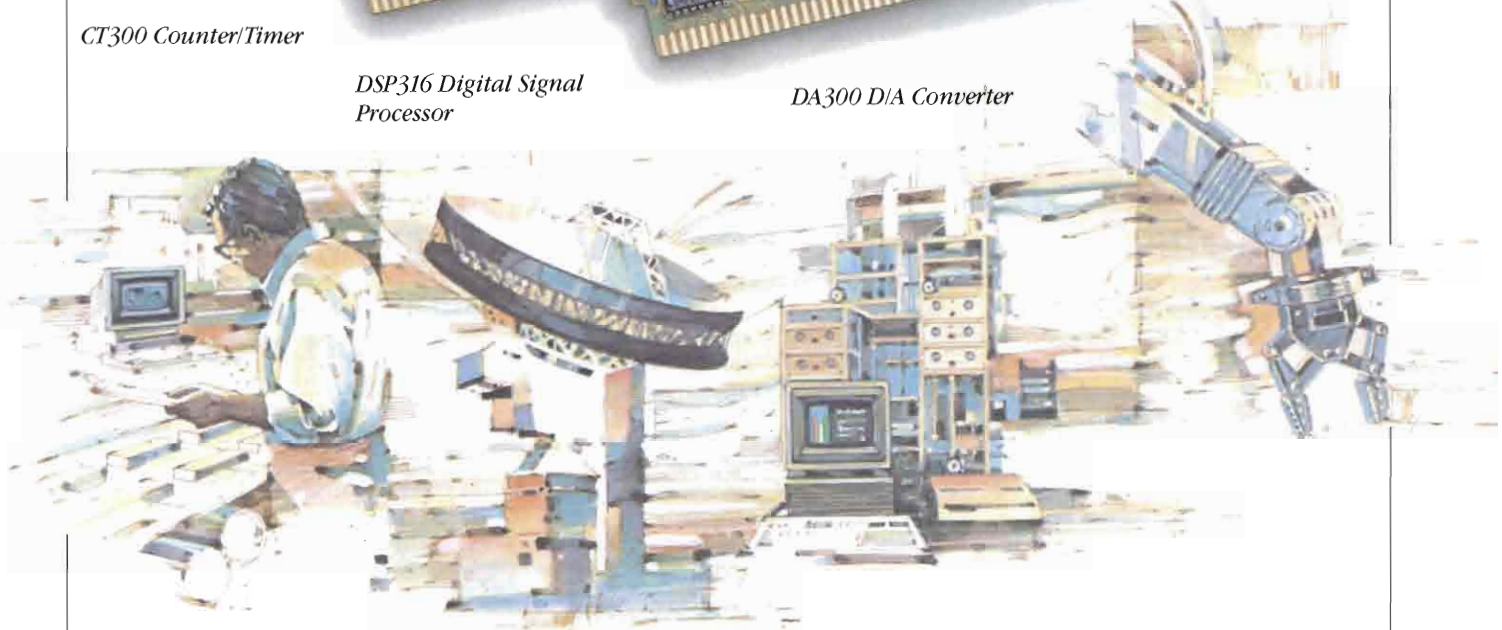 CT300 Counter/Timer
DSP316 Digital Signal
Processor
DA300 D/A Converter